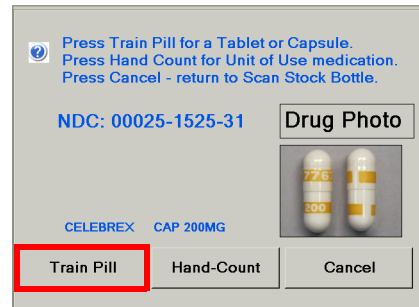 Press Train Pill for a Tablet or Capsule.
Press Hand Count for Unit of Use medication.
Press Cancel - return to Scan Stock Bottle.
NDC: 00025-1525-31
Drug Photo
7767
200
CELEBREX CAP 200MG
Train Pill
Hand-Count
Cancel